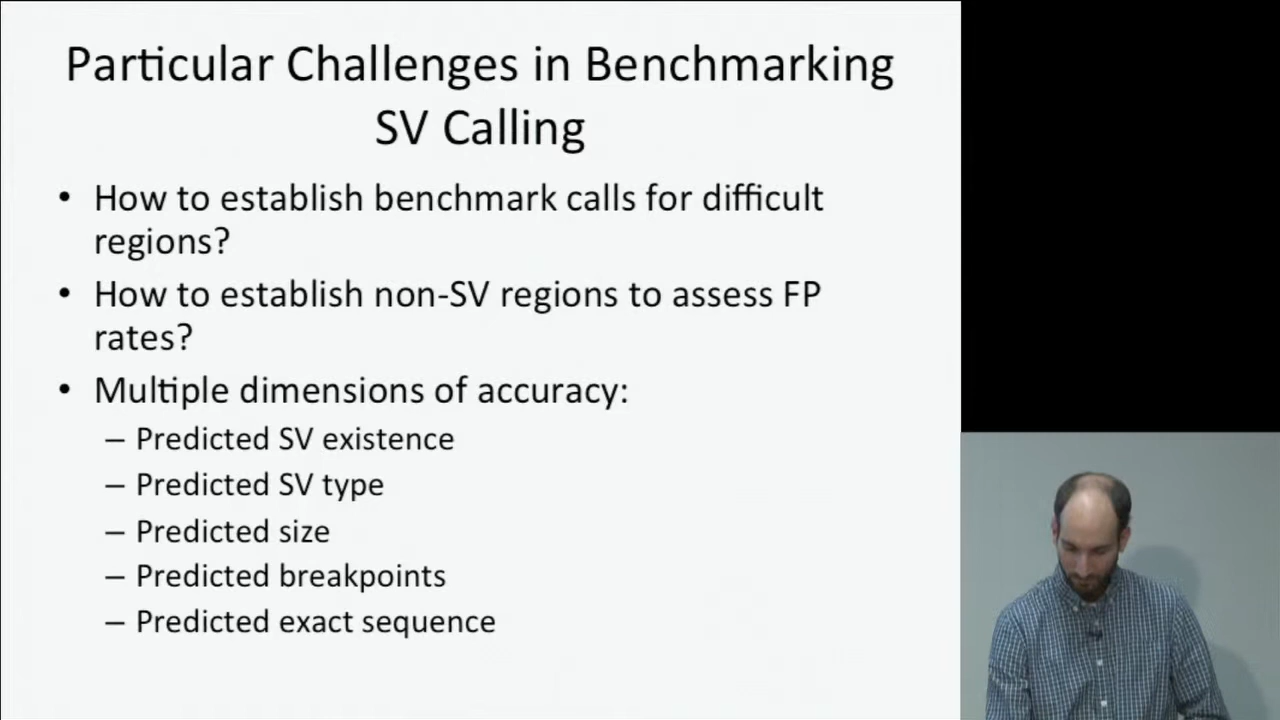 Particular Challenges in Benchmarking
SV Calling
• How to establish benchmark calls for difficult
regions?
• How to establish non-SV regions to assess FP
rates?
• Multiple dimensions of accuracy:
– Predicted SV existence
– Predicted SV type
– Predicted size
– Predicted breakpoints
– Predicted exact sequence